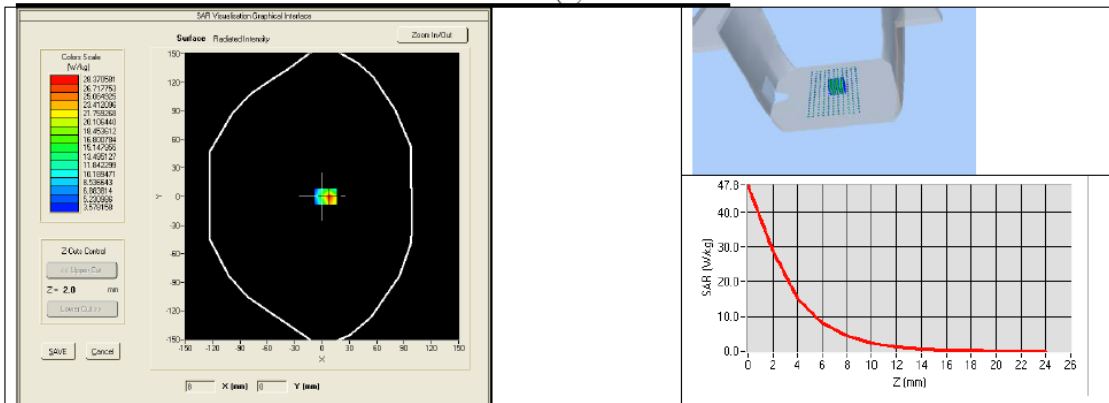 SAR Visualisation Graphical Interface
Surface Radiated Intensity
Zoom In/Out
Colors Scale
(W/kg)
28.370581
26.717753
25.064925
23.412096
21.759268
20.106440
18.453612
16.800784
15.147955
13.495127
11.842299
10.189471
8.536643
6.883814
5.230986
3.578158
Z-Cuts Control
<< Upper Cut
Z = 2.0 mm
Lower Cut >>
SAVE Cancel
150
120
90
60
30
0
-30
-60
-90
-120
-150
Y
-150 -120 -90 -60 -30 0 30 60 90 120 150
X
0 X (mm) 0 Y (mm)
47.8
40.0
30.0
20.0
10.0
0.0
SAR (W/kg)
0 2 4 6 8 10 12 14 16 18 20 22 24 26
Z (mm)